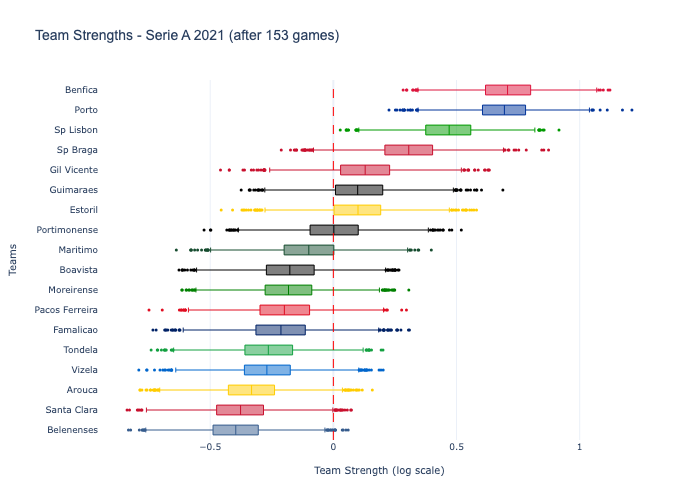 Team Strengths - Serie A 2021 (after 153 games)
Benfica
Porto
Sp Lisbon
Sp Braga
Gil Vicente
Guimaraes
Estoril
Portimonense
Maritimo
Boavista
Moreirense
Pacos Ferreira
Famalicao
Tondela
Vizela
Arouca
Santa Clara
Belenenses
Teams
−0.5 0 0.5 1
Team Strength (log scale)